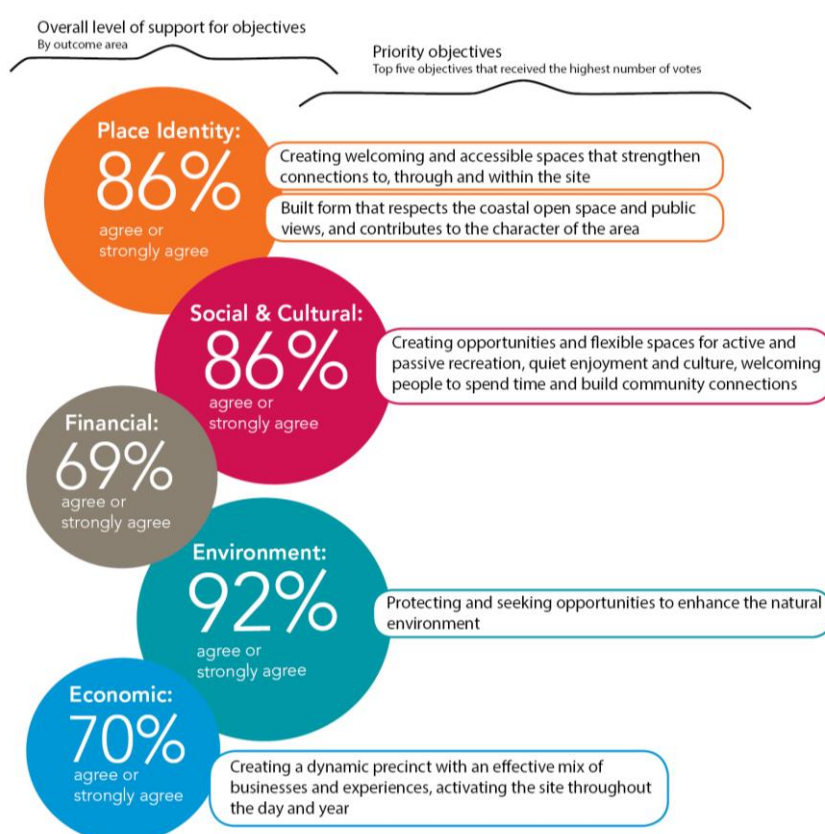 Overall level of support for objectives
By outcome area
Priority objectives
Top five objectives that received the highest number of votes
Place Identity:
86%
agree or
strongly agree
Creating welcoming and accessible spaces that strengthen
connections to, through and within the site
Built form that respects the coastal open space and public
views, and contributes to the character of the area
Social & Cultural:
86%
agree or
strongly agree
Creating opportunities and flexible spaces for active and
passive recreation, quiet enjoyment and culture, welcoming
people to spend time and build community connections
Financial:
69%
agree or
strongly agree
Environment:
92%
agree or
strongly agree
Protecting and seeking opportunities to enhance the natural
environment
Economic:
70%
agree or
strongly agree
Creating a dynamic precinct with an effective mix of
businesses and experiences, activating the site throughout
the day and year